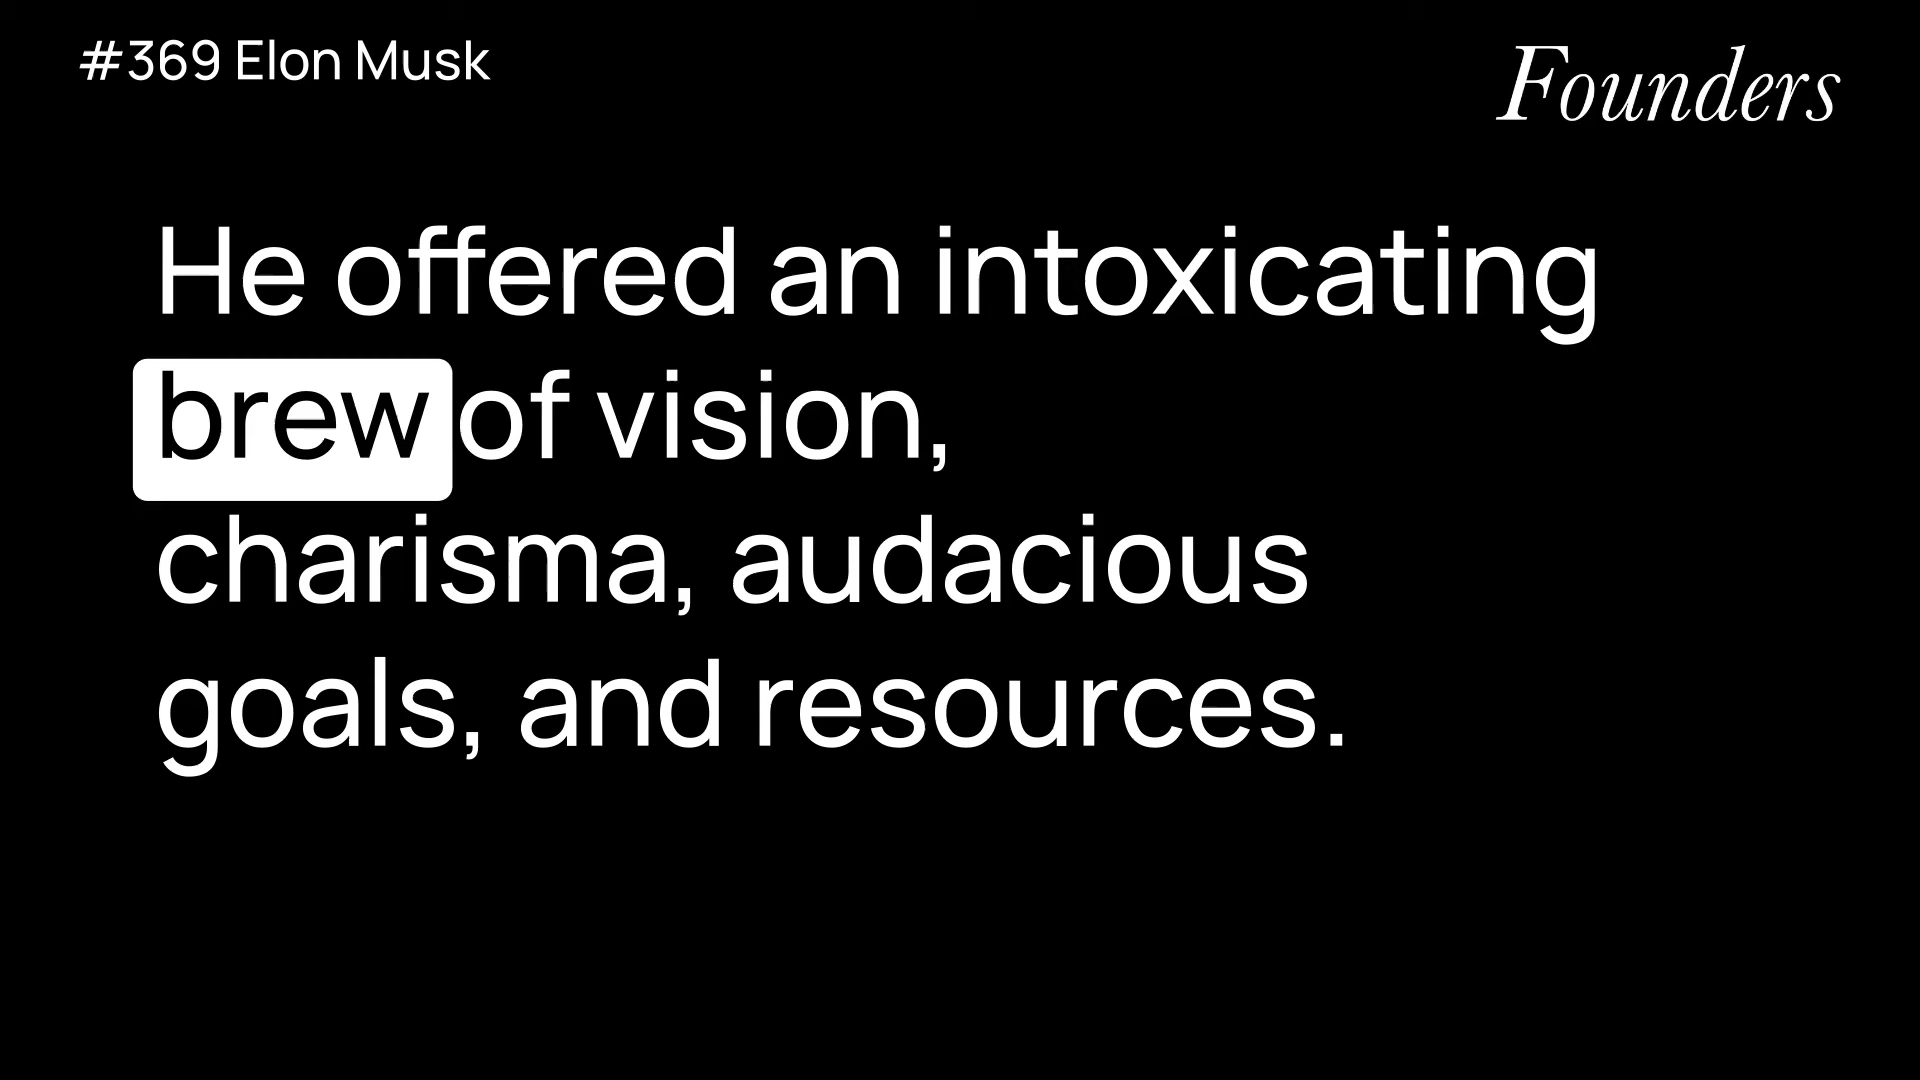 #369 Elon Musk
Founders
He offered an intoxicating
brew of vision,
charisma, audacious
goals, and resources.